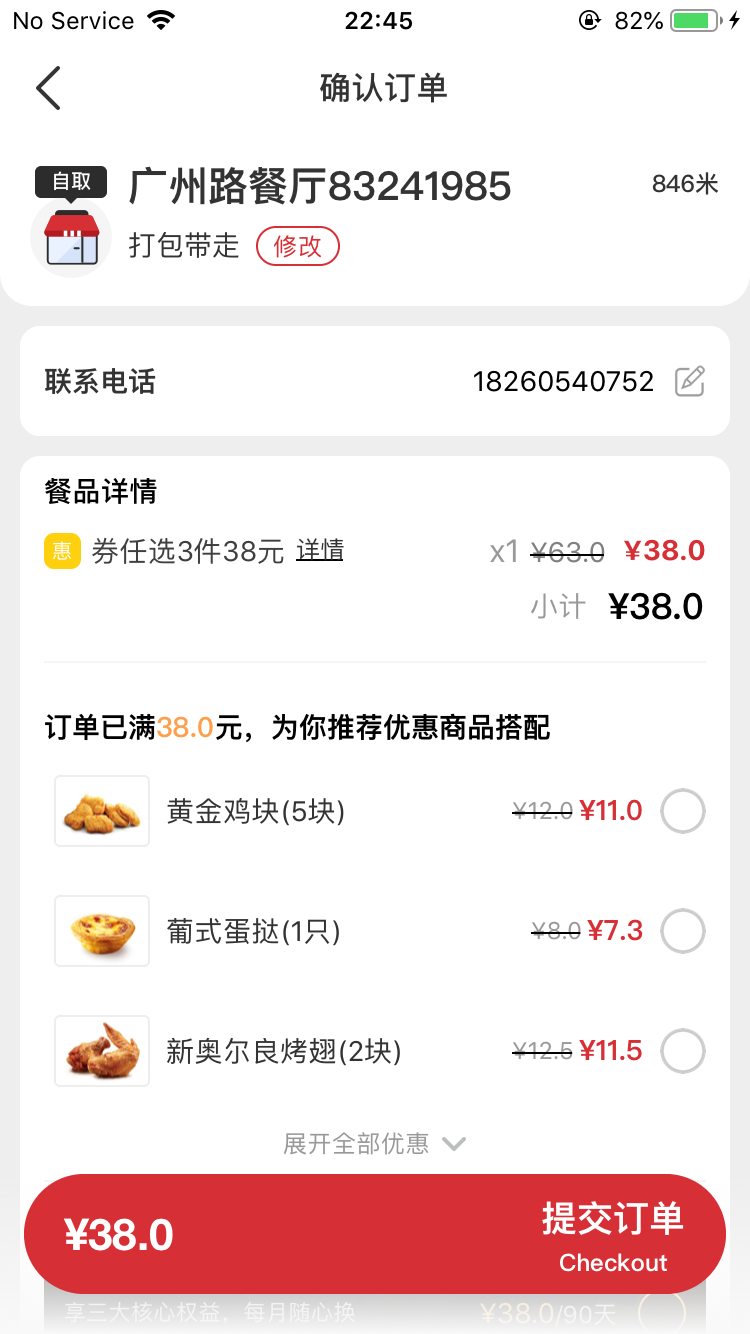 No Service 22:45 82%
确认订单
自取 广州路餐厅83241985 846米
打包带走 修改
联系电话 18260540752
餐品详情
惠 券任选3件38元 详情 x1 ¥63.0 ¥38.0
小计 ¥38.0
订单已满38.0元，为你推荐优惠商品搭配
黄金鸡块(5块) ¥12.0 ¥11.0
葡式蛋挞(1只) ¥8.0 ¥7.3
新奥尔良烤翅(2块) ¥12.5 ¥11.5
展开全部优惠
¥38.0 提交订单
Checkout
享三大核心权益，每月随心换 ¥38.0/90天